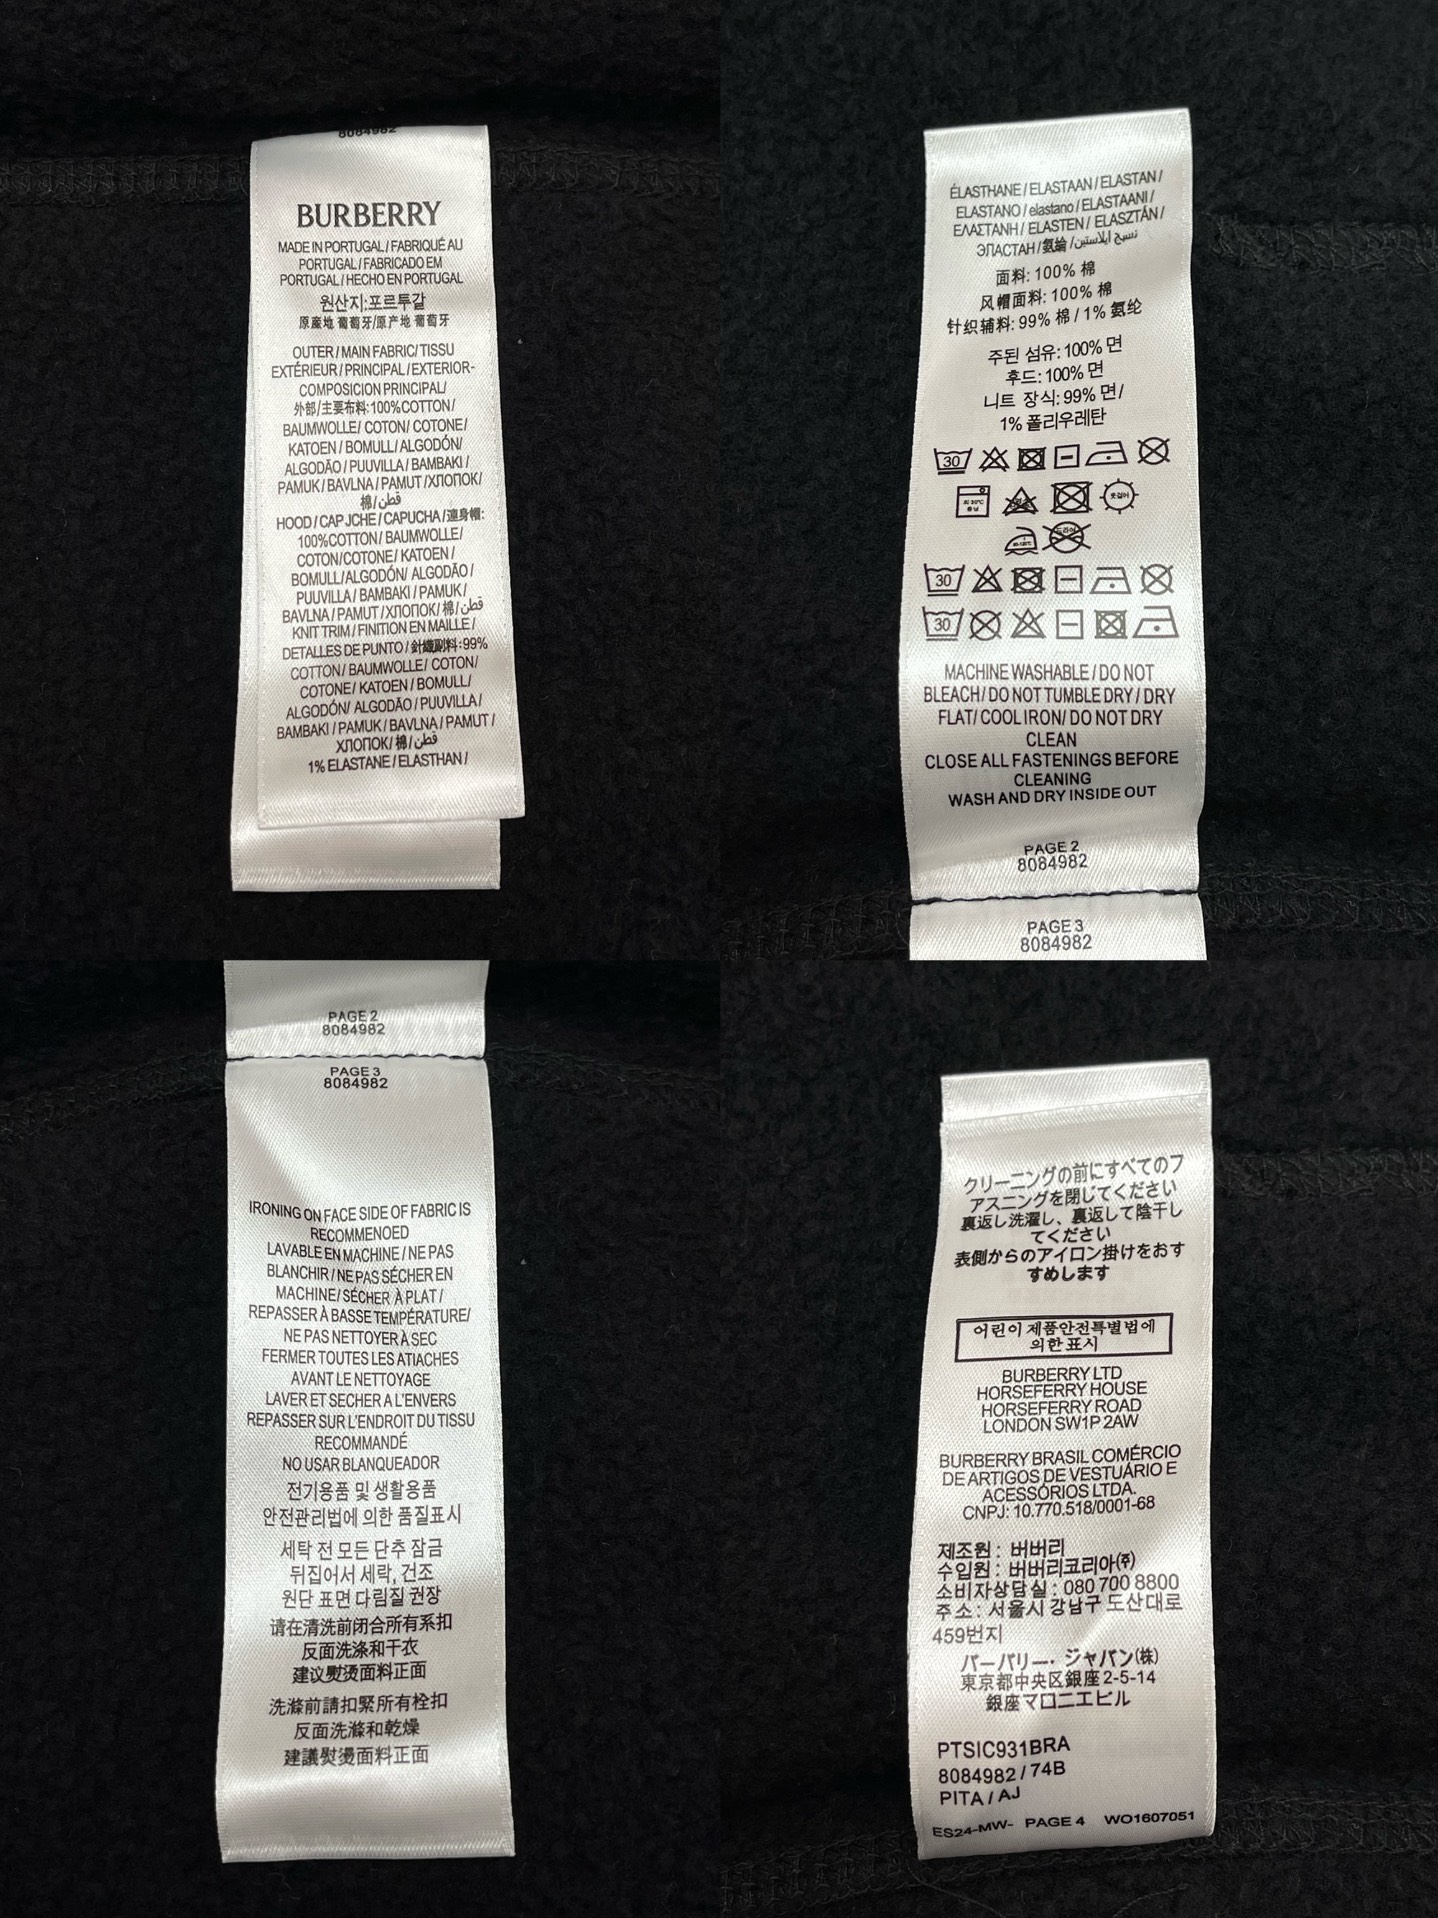 8084982
BURBERRY
MADE IN PORTUGAL / FABRIQUÉ AU
PORTUGAL / FABRICADO EM
PORTUGAL / HECHO EN PORTUGAL
원산지:포르투갈
原產地 葡萄牙/原产地 葡萄牙
OUTER / MAIN FABRIC/ TISSU
EXTÉRIEUR / PRINCIPAL / EXTERIOR-
COMPOSICION PRINCIPAL/
外部/主要布料:100%COTTON/
BAUMWOLLE/ COTON/ COTONE/
KATOEN / BOMULL/ ALGODÓN/
ALGODÃO / PUUVILLA / BAMBAKI /
PAMUK / BAVLNA / PAMUT /ХЛОПОК/
棉/قطن/
HOOD / CAP JCHE / CAPUCHA /連身帽:
100%COTTON / BAUMWOLLE/
COTON/COTONE / KATOEN /
BOMULL/ALGODÓN/ ALGODÃO /
PUUVILLA / BAMBAKI / PAMUK /
BAVLNA / PAMUT / ХЛОПОК/ 棉/قطن
KNIT TRIM / FINITION EN MAILLE /
DETALLES DE PUNTO / 針織副料:99%
COTTON / BAUMWOLLE / COTON /
COTONE / KATOEN / BOMULL /
ALGODÓN/ ALGODÃO / PUUVILLA /
BAMBAKI / PAMUK / BAVLNA / PAMUT /
ХЛОПОК/ 棉/قطن
1% ELASTANE / ELASTHAN /
ÉLASTHANE / ELASTAAN / ELASTAN /
ELASTANO / elastano / ELASTAANI /
ΕΛΑΣΤΑΝΗ / ELASTEN / ELASZTÁN /
ЭЛАСТАН / 氨綸 / نسيج ايلاستين
面料: 100% 棉
风帽面料: 100% 棉
针织辅料: 99% 棉 / 1% 氨纶
주된 섬유: 100% 면
후드: 100% 면
니트 장식: 99% 면 /
1% 폴리우레탄
30
30
30
MACHINE WASHABLE / DO NOT
BLEACH/ DO NOT TUMBLE DRY / DRY
FLAT/ COOL IRON/ DO NOT DRY
CLEAN
CLOSE ALL FASTENINGS BEFORE
CLEANING
WASH AND DRY INSIDE OUT
PAGE 2
8084982
PAGE 3
8084982
PAGE 2
8084982
PAGE 3
8084982
IRONING ON FACE SIDE OF FABRIC IS
RECOMMENOED
LAVABLE EN MACHINE / NE PAS
BLANCHIR / NE PAS SÉCHER EN
MACHINE/ SÉCHER À PLAT /
REPASSER À BASSE TEMPÉRATURE/
NE PAS NETTOYER À SEC
FERMER TOUTES LES ATIACHES
AVANT LE NETTOYAGE
LAVER ET SECHER A L'ENVERS
REPASSER SUR L'ENDROIT DU TISSU
RECOMMANDÉ
NO USAR BLANQUEADOR
전기용품 및 생활용품
안전관리법에 의한 품질표시
세탁 전 모든 단추 잠금
뒤집어서 세락, 건조
원단 표면 다림질 권장
请在清洗前闭合所有系扣
反面洗涤和干衣
建议熨烫面料正面
洗滌前請扣緊所有栓扣
反面洗滌和乾燥
建議熨燙面料正面
クリーニングの前にすべてのフ
アスニングを閉じてください
裏返し洗濯し、裏返して陰干し
てください
表側からのアイロン掛けをおす
すめします
어린이제품안전특별법에
의한표시
BURBERRY LTD
HORSEFERRY HOUSE
HORSEFERRY ROAD
LONDON SW1P 2AW
BURBERRY BRASIL COMÉRCIO
DE ARTIGOS DE VESTUÁRIO E
ACESSÓRIOS LTDA.
CNPJ: 10.770.518/0001-68
제조원 : 버버리
수입원 : 버버리코리아(주)
소비자상담실 : 080 700 8800
주소 : 서울시 강남구 도산대로
459번지
バーバリー・ジャパン(株)
東京都中央区銀座2-5-14
銀座マロニエビル
PTSIC931BRA
8084982 / 74B
PITA / AJ
ES24-MW- PAGE 4 WO1607051